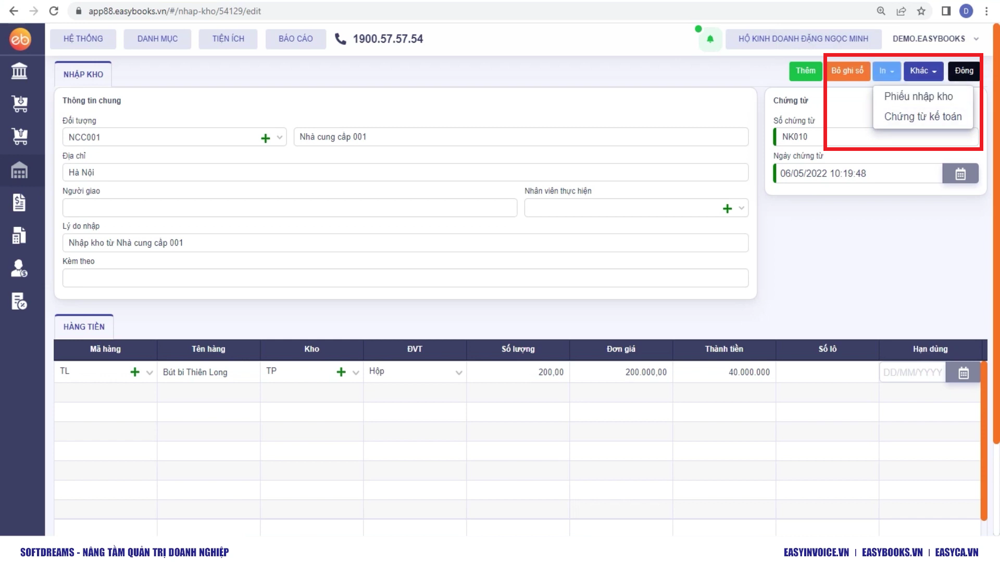 app88.easybooks.vn/#/nhap-kho/54129/edit
D
eb
HỆ THỐNG
DANH MỤC
TIỆN ÍCH
BÁO CÁO
1900.57.57.54
HỘ KINH DOANH ĐẶNG NGỌC MINH
DEMO.EASYBOOKS
NHẬP KHO
Thêm
Bỏ ghi sổ
In
Khác
Đóng
Phiếu nhập kho
Chứng từ kế toán
Thông tin chung
Đối tượng
NCC001
Nhà cung cấp 001
Địa chỉ
Hà Nội
Người giao
Nhân viên thực hiện
Lý do nhập
Nhập kho từ Nhà cung cấp 001
Kèm theo
Chứng từ
Số chứng từ
NK010
Ngày chứng từ
06/05/2022 10:19:48
HÀNG TIỀN
Mã hàng Tên hàng Kho ĐVT Số lượng Đơn giá Thành tiền Số lô Hạn dùng
TL Bút bi Thiên Long TP Hộp 200,00 200.000,00 40.000.000 DD/MM/YYYY
SOFTDREAMS - NÂNG TẦM QUẢN TRỊ DOANH NGHIỆP
EASYINVOICE.VN | EASYBOOKS.VN | EASYCA.VN